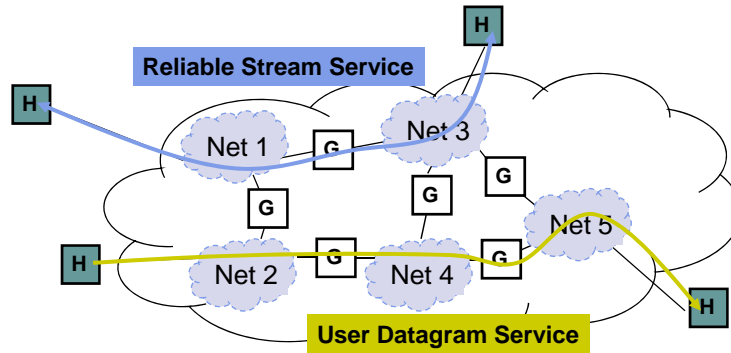 H
Reliable Stream Service
H
Net 1
G
Net 3
G
G
G
Net 5
H
Net 2
G
Net 4
G
H
User Datagram Service